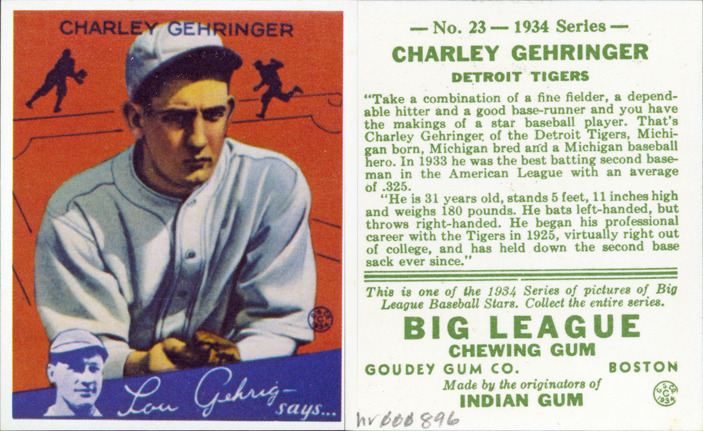 CHARLEY GEHRINGER
Lou Gehrig
says...
— No. 23 — 1934 Series —
CHARLEY GEHRINGER
DETROIT TIGERS
"Take a combination of a fine fielder, a depend-
able hitter and a good base-runner and you have
the makings of a star baseball player. That's
Charley Gehringer, of the Detroit Tigers, Michi-
gan born, Michigan bred and a Michigan baseball
hero. In 1933 he was the best batting second base-
man in the American League with an average
of .325.
"He is 31 years old, stands 5 feet, 11 inches high
and weighs 180 pounds. He bats left-handed, but
throws right-handed. He began his professional
career with the Tigers in 1925, virtually right out
of college, and has held down the second base
sack ever since."
This is one of the 1934 Series of pictures of Big
League Baseball Stars. Collect the entire series.
BIG LEAGUE
CHEWING GUM
GOUDEY GUM CO. BOSTON
Made by the originators of
INDIAN GUM